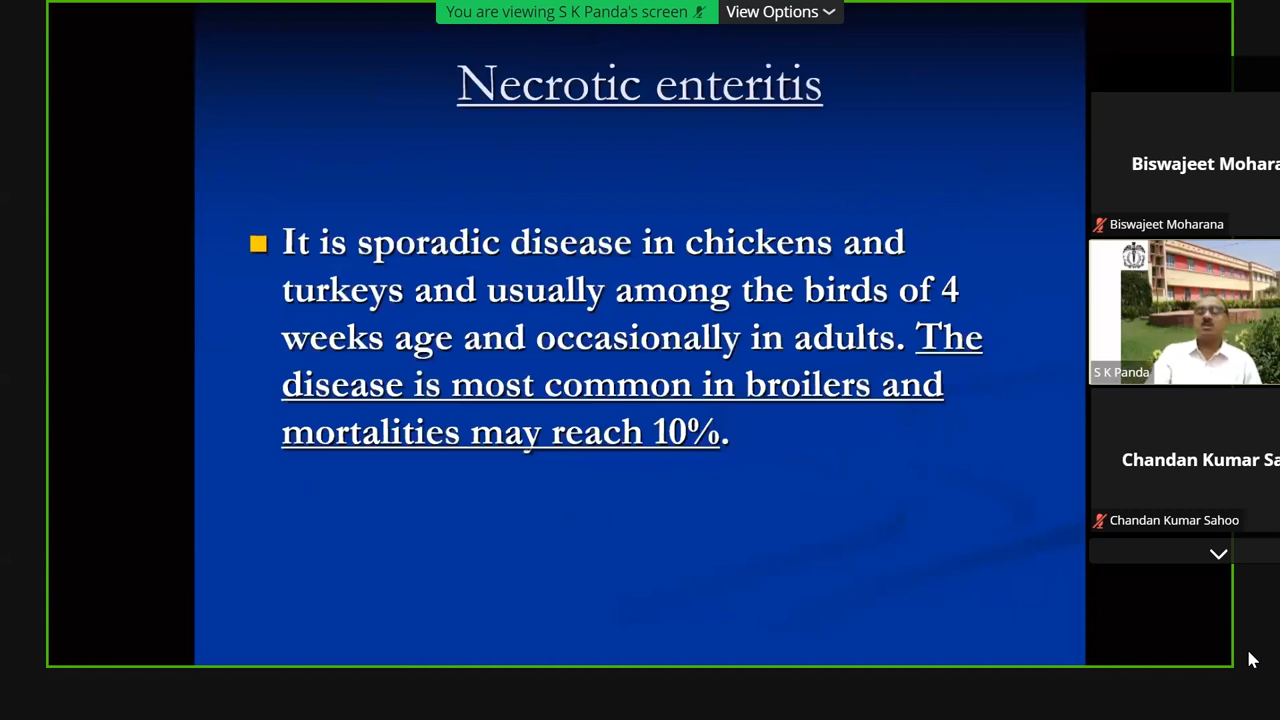 You are viewing S K Panda's screen
View Options
Necrotic enteritis
It is sporadic disease in chickens and
turkeys and usually among the birds of 4
weeks age and occasionally in adults. The
disease is most common in broilers and
mortalities may reach 10%.
Biswajeet Mohara
Biswajeet Moharana
S K Panda
Chandan Kumar Sa
Chandan Kumar Sahoo